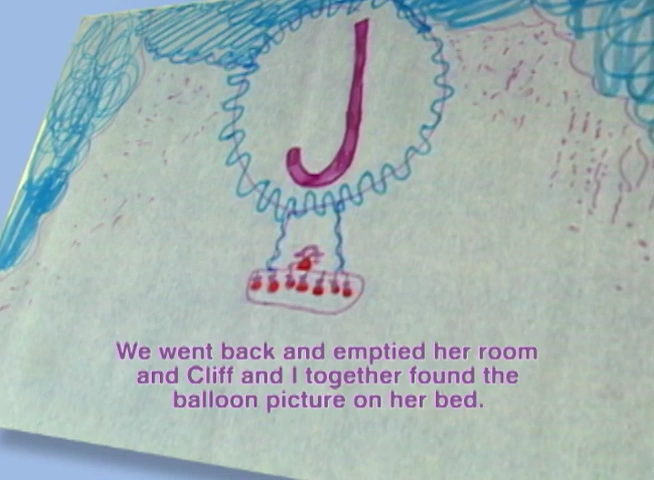 J
We went back and emptied her room
and Cliff and I together found the
balloon picture on her bed.